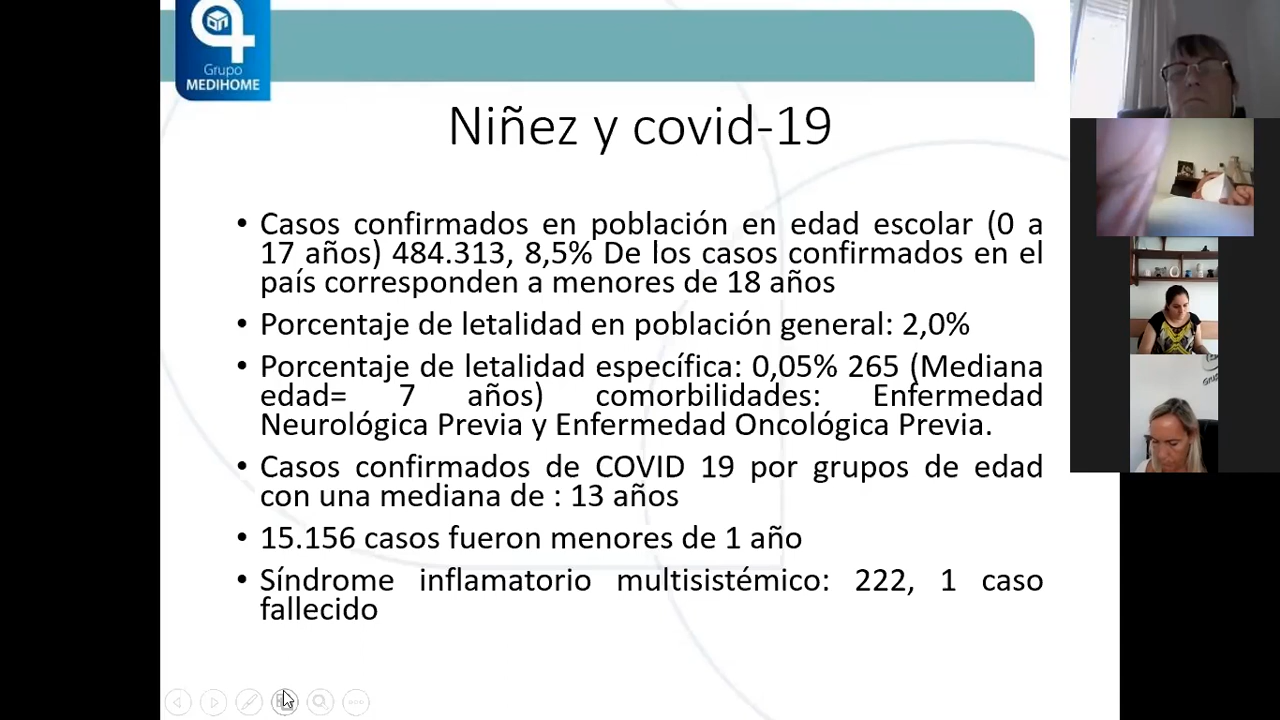 Grupo
MEDIHOME
Niñez y covid-19
• Casos confirmados en población en edad escolar (0 a
17 años) 484.313, 8,5% De los casos confirmados en el
país corresponden a menores de 18 años
• Porcentaje de letalidad en población general: 2,0%
• Porcentaje de letalidad específica: 0,05% 265 (Mediana
edad= 7 años) comorbilidades: Enfermedad
Neurológica Previa y Enfermedad Oncológica Previa.
• Casos confirmados de COVID 19 por grupos de edad
con una mediana de : 13 años
• 15.156 casos fueron menores de 1 año
• Síndrome inflamatorio multisistémico: 222, 1 caso
fallecido